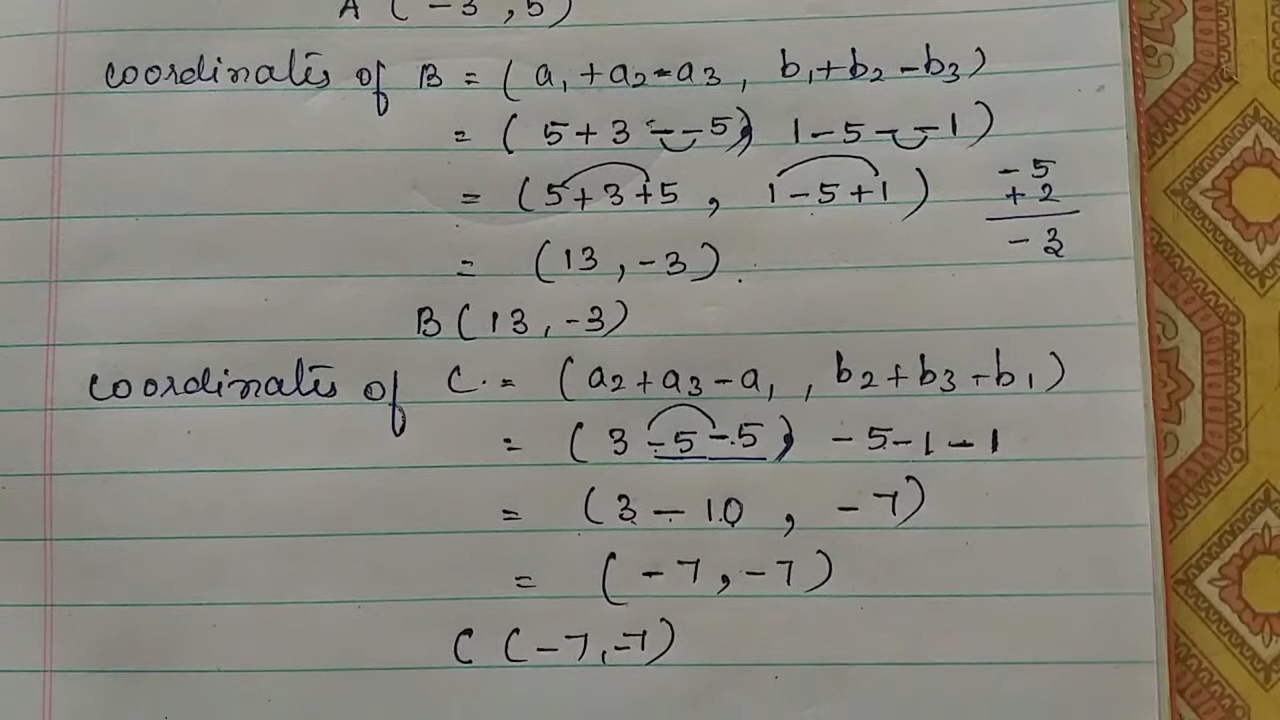 A ( -3 , 5 )
coordinates of B = ( a₁ + a₂ - a₃ , b₁ + b₂ - b₃ )
= ( 5 + 3 - - 5 ) 1 - 5 - - 1 )
= ( 5 + 3 + 5 , 1 - 5 + 1 ) -5
+ 2
- 3
= ( 13 , -3 ) .
B ( 13 , -3 )
coordinates of C . = ( a₂ + a₃ - a₁ , b₂ + b₃ - b₁ )
= ( 3 - 5 - 5 ) - 5 - 1 - 1
= ( 3 - 10 , - 7 )
= ( - 7 , - 7 )
C ( - 7 , - 7 )